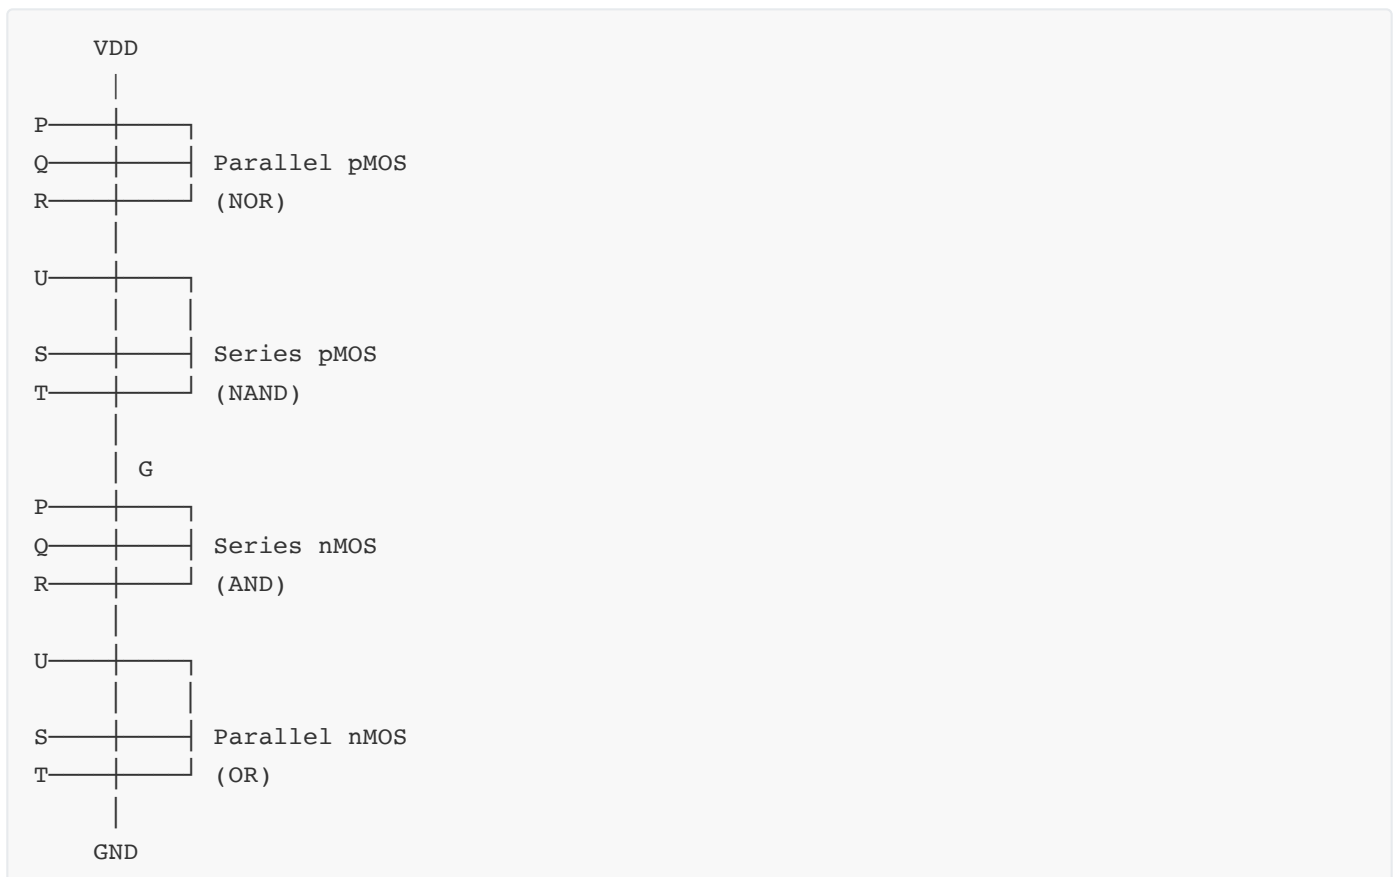 VDD
P
Q Parallel pMOS
R (NOR)
U
S Series pMOS
T (NAND)
G
P
Q Series nMOS
R (AND)
U
S Parallel nMOS
T (OR)
GND